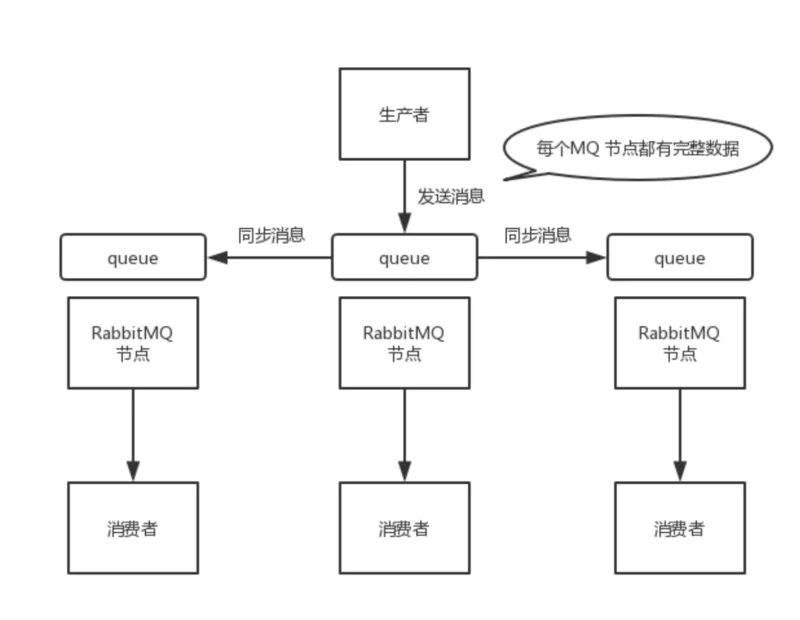 生产者
每个MQ 节点都有完整数据
发送消息
同步消息
同步消息
queue
queue
queue
RabbitMQ
节点
RabbitMQ
节点
RabbitMQ
节点
消费者
消费者
消费者